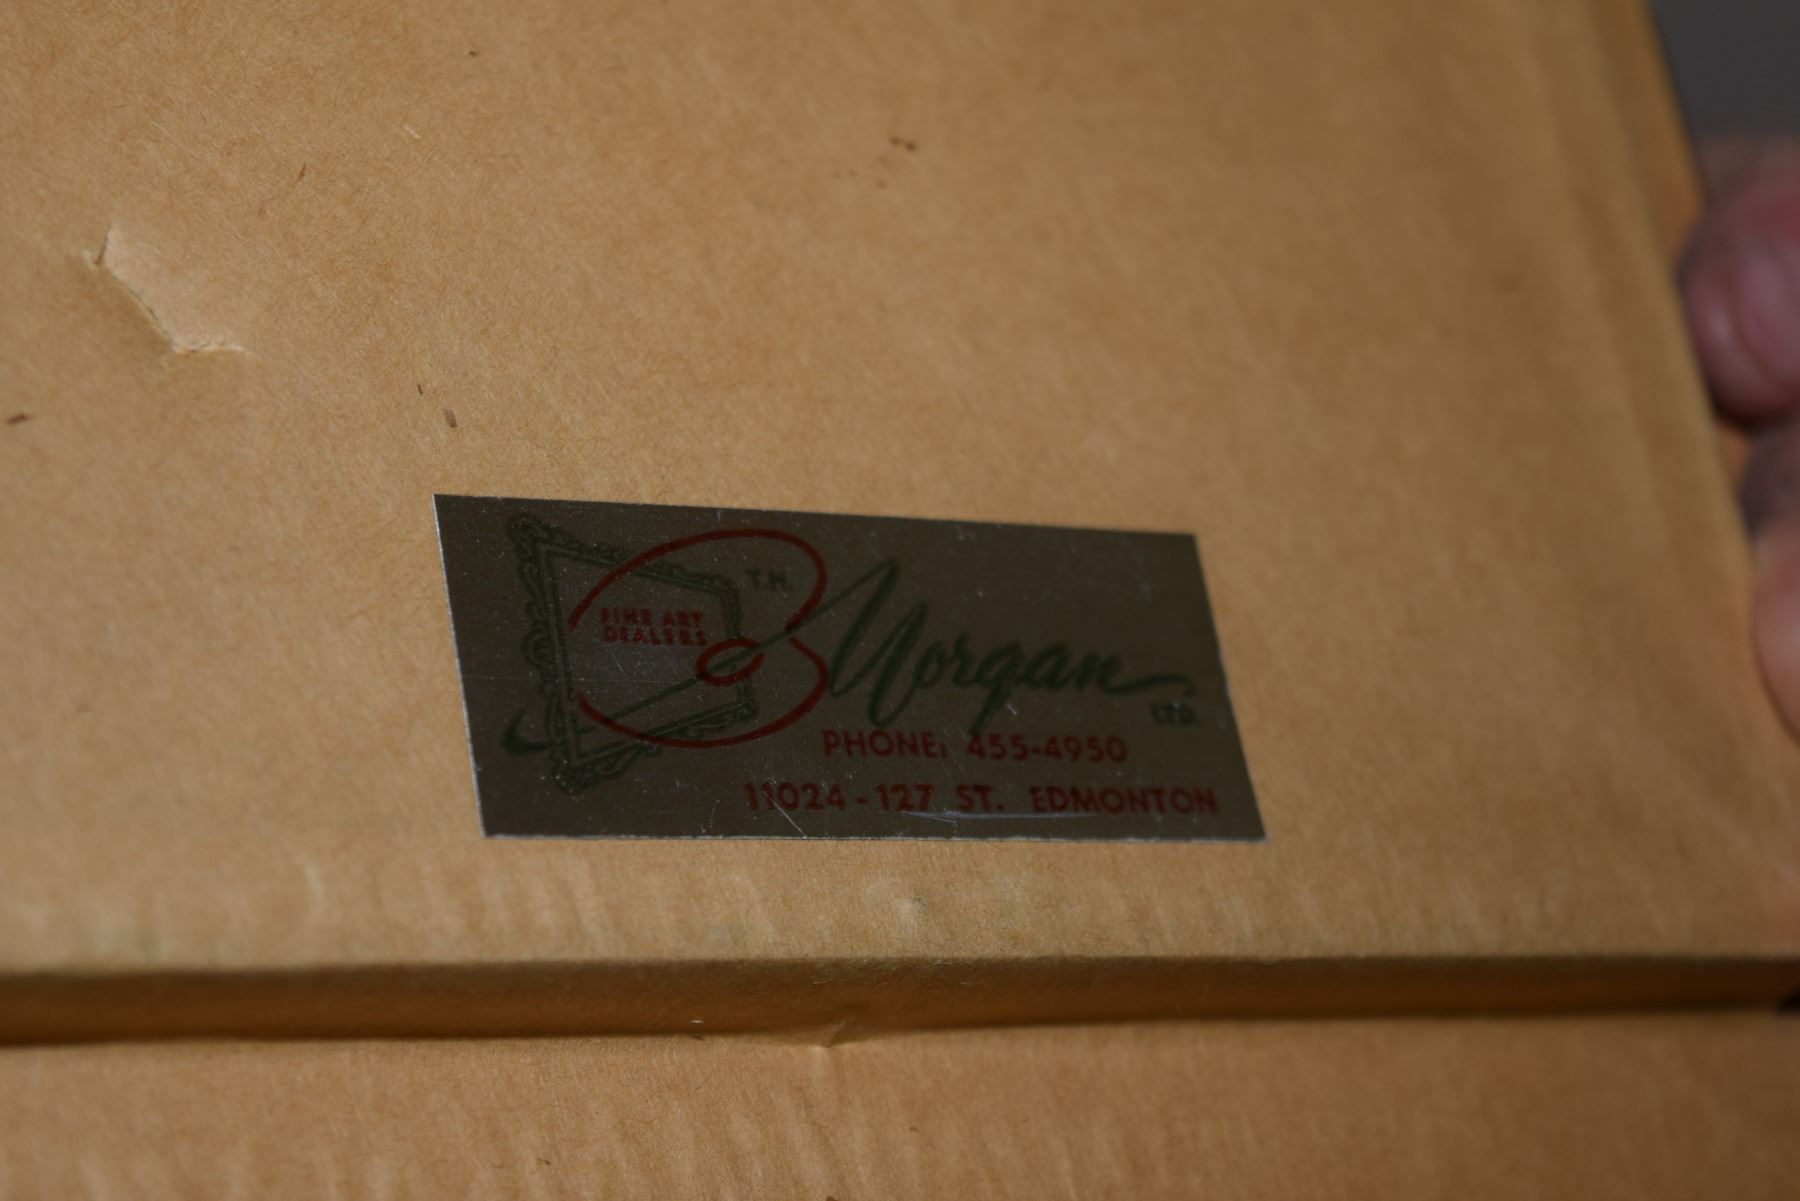 T.H.
Morgan
LTD.
FINE ART
DEALERS
PHONE: 455-4950
11024 - 127 ST. EDMONTON